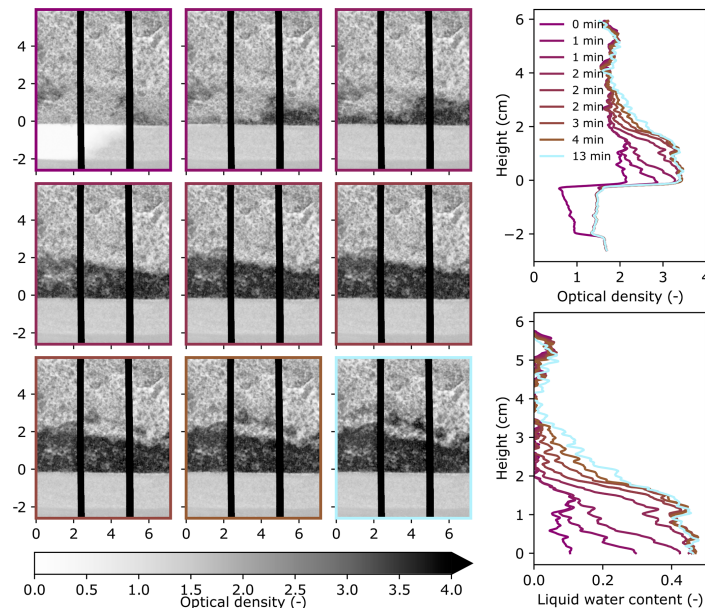 4
2
0
-2
4
2
0
-2
4
2
0
-2
0 2 4 6
0 2 4 6
0 2 4 6
0.0 0.5 1.0 1.5 2.0 2.5 3.0 3.5 4.0
Optical density (-)
6
4
2
0
−2
Height (cm)
0 min
1 min
1 min
2 min
2 min
2 min
3 min
4 min
13 min
0 1 2 3 4
Optical density (-)
6
5
4
3
2
1
0
Height (cm)
0.0 0.2 0.4
Liquid water content (-)